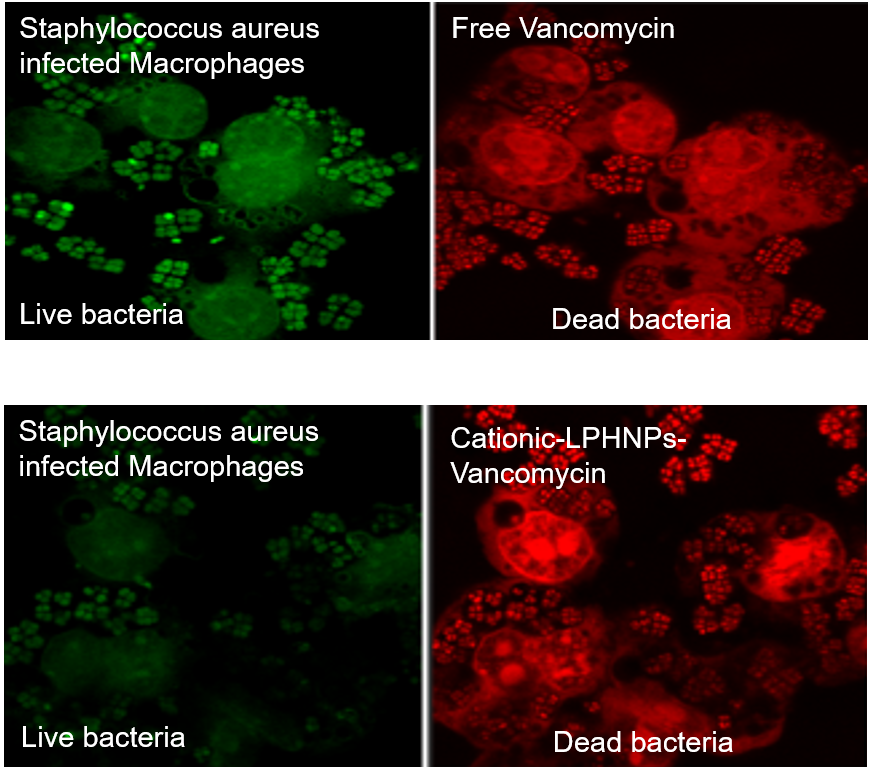 Staphylococcus aureus
infected Macrophages
Free Vancomycin
Live bacteria
Dead bacteria
Staphylococcus aureus
infected Macrophages
Cationic-LPHNPs-
Vancomycin
Live bacteria
Dead bacteria